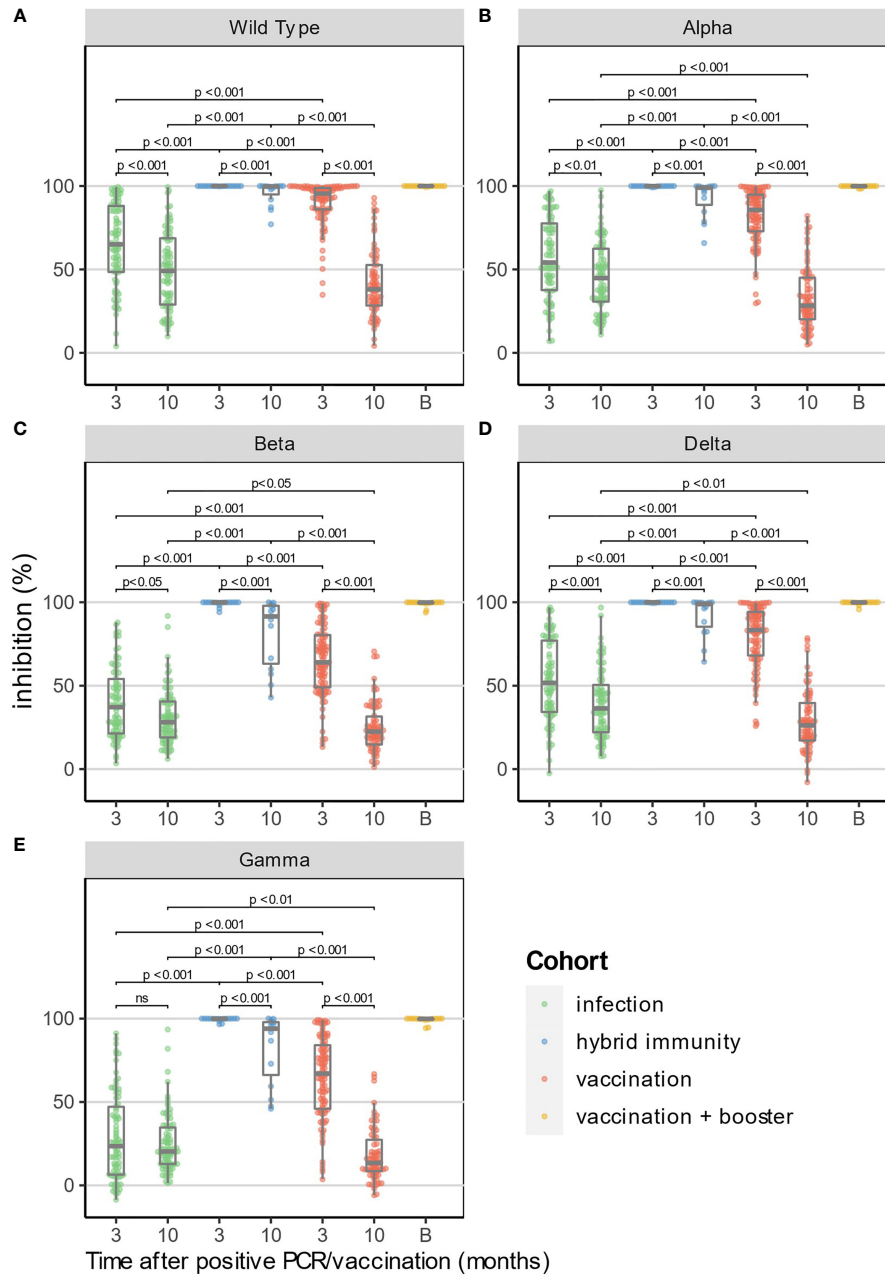 A
Wild Type
p <0.001
p <0.001 p <0.001
p <0.001 p <0.001
p <0.001 p <0.001 p <0.001
100
50
0
3 10 3 10 3 10 B
B
Alpha
p <0.001
p <0.001
p <0.001 p <0.001
p <0.001 p <0.001
p <0.01 p <0.001 p <0.001
100
50
0
3 10 3 10 3 10 B
C
Beta
p<0.05
p <0.001
p <0.001 p <0.001
p <0.001 p <0.001
p<0.05 p <0.001 p <0.001
100
50
0
3 10 3 10 3 10 B
D
Delta
p <0.01
p <0.001
p <0.001 p <0.001
p <0.001 p <0.001
p <0.001 p <0.001 p <0.001
100
50
0
3 10 3 10 3 10 B
inhibition (%)
E
Gamma
p <0.01
p <0.001
p <0.001 p <0.001
p <0.001 p <0.001
ns p <0.001 p <0.001
100
50
0
3 10 3 10 3 10 B
Time after positive PCR/vaccination (months)
Cohort
infection
hybrid immunity
vaccination
vaccination + booster